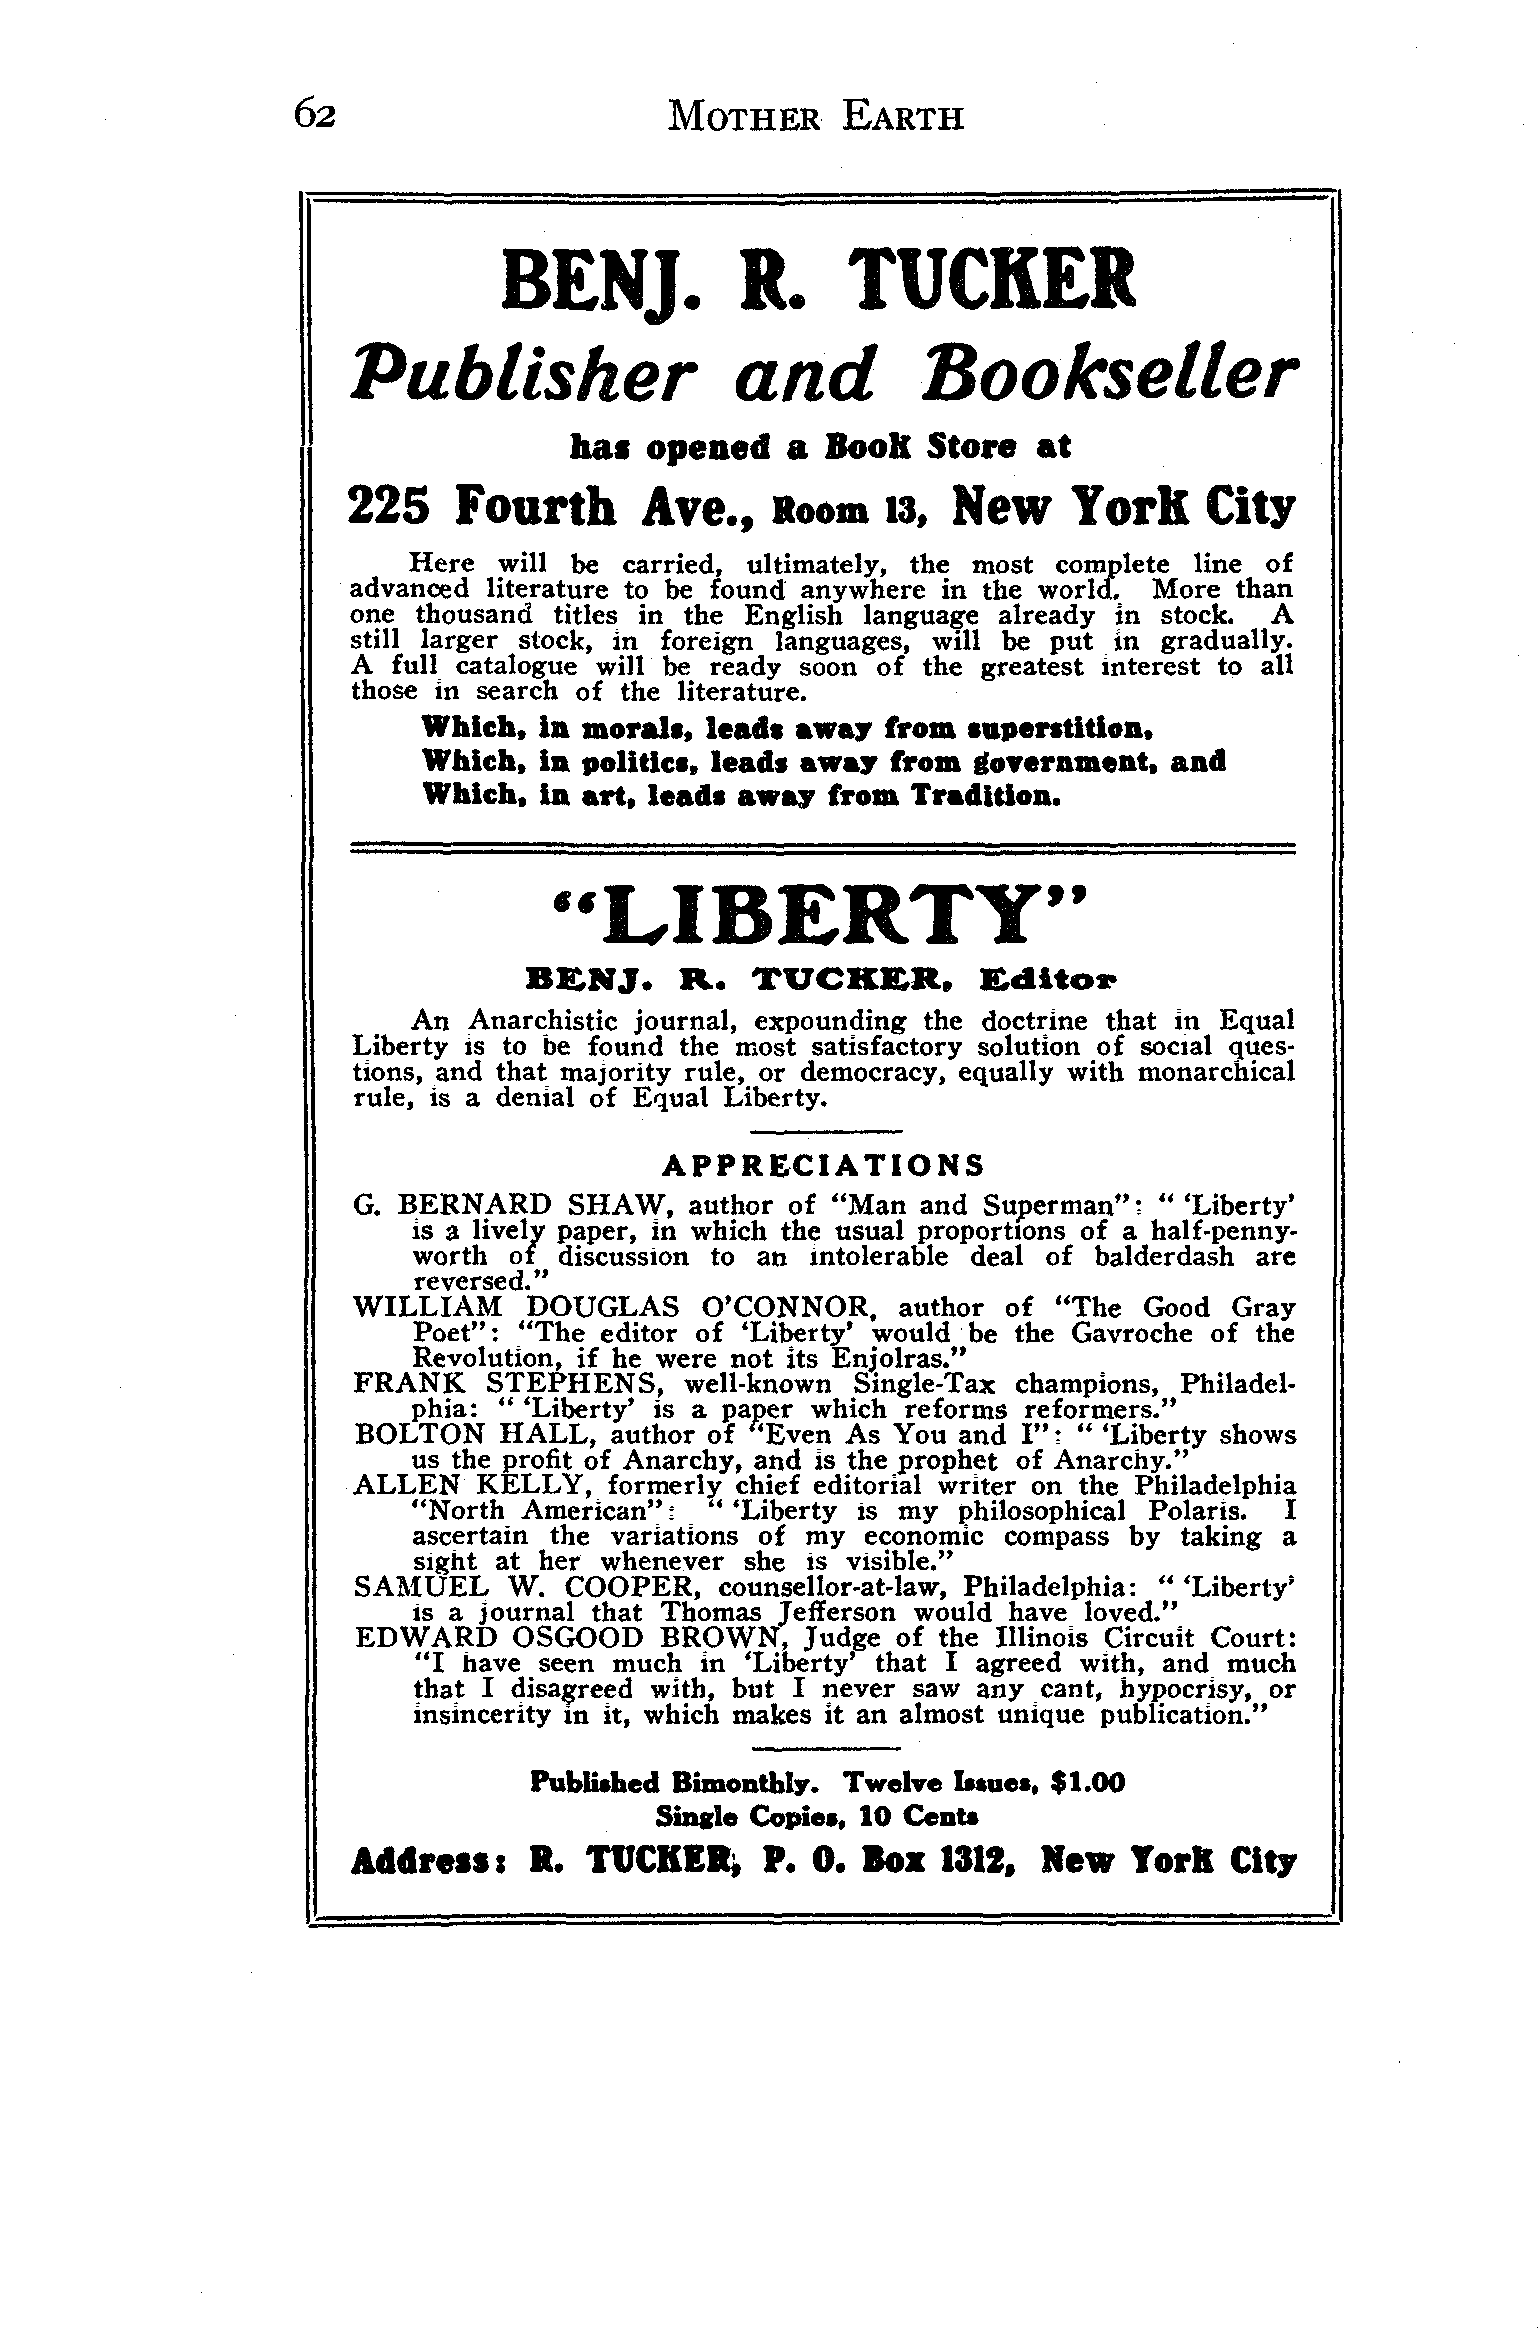 62
MOTHER EARTH
BENJ. R. TUCKER
Publisher and Bookseller
has opened a Book Store at
225 Fourth Ave., Room 13, New York City
Here will be carried, ultimately, the most complete line of
advanced literature to be found anywhere in the world. More than
one thousand titles in the English language already in stock. A
still larger stock, in foreign languages, will be put in gradually.
A full catalogue will be ready soon of the greatest interest to all
those in search of the literature.
Which, in morals, leads away from superstition,
Which, in politics, leads away from government, and
Which, in art, leads away from Tradition.
“LIBERTY”
BENJ. R. TUCKER, Editor
An Anarchistic journal, expounding the doctrine that in Equal
Liberty is to be found the most satisfactory solution of social ques-
tions, and that majority rule, or democracy, equally with monarchical
rule, is a denial of Equal Liberty.
APPRECIATIONS
G. BERNARD SHAW, author of “Man and Superman”: “ ‘Liberty’
is a lively paper, in which the usual proportions of a half-penny-
worth of discussion to an intolerable deal of balderdash are
reversed.”
WILLIAM DOUGLAS O’CONNOR, author of “The Good Gray
Poet”: “The editor of ‘Liberty’ would be the Gavroche of the
Revolution, if he were not its Enjolras.”
FRANK STEPHENS, well-known Single-Tax champions, Philadel-
phia: “ ‘Liberty’ is a paper which reforms reformers.”
BOLTON HALL, author of “Even As You and I”: “ ‘Liberty shows
us the profit of Anarchy, and is the prophet of Anarchy.”
ALLEN KELLY, formerly chief editorial writer on the Philadelphia
“North American”: “ ‘Liberty is my philosophical Polaris. I
ascertain the variations of my economic compass by taking a
sight at her whenever she is visible.”
SAMUEL W. COOPER, counsellor-at-law, Philadelphia: “ ‘Liberty’
is a journal that Thomas Jefferson would have loved.”
EDWARD OSGOOD BROWN, Judge of the Illinois Circuit Court:
“I have seen much in ‘Liberty’ that I agreed with, and much
that I disagreed with, but I never saw any cant, hypocrisy, or
insincerity in it, which makes it an almost unique publication.”
Published Bimonthly. Twelve Issues, $1.00
Single Copies, 10 Cents
Address: R. TUCKER, P. O. Box 1312, New York City